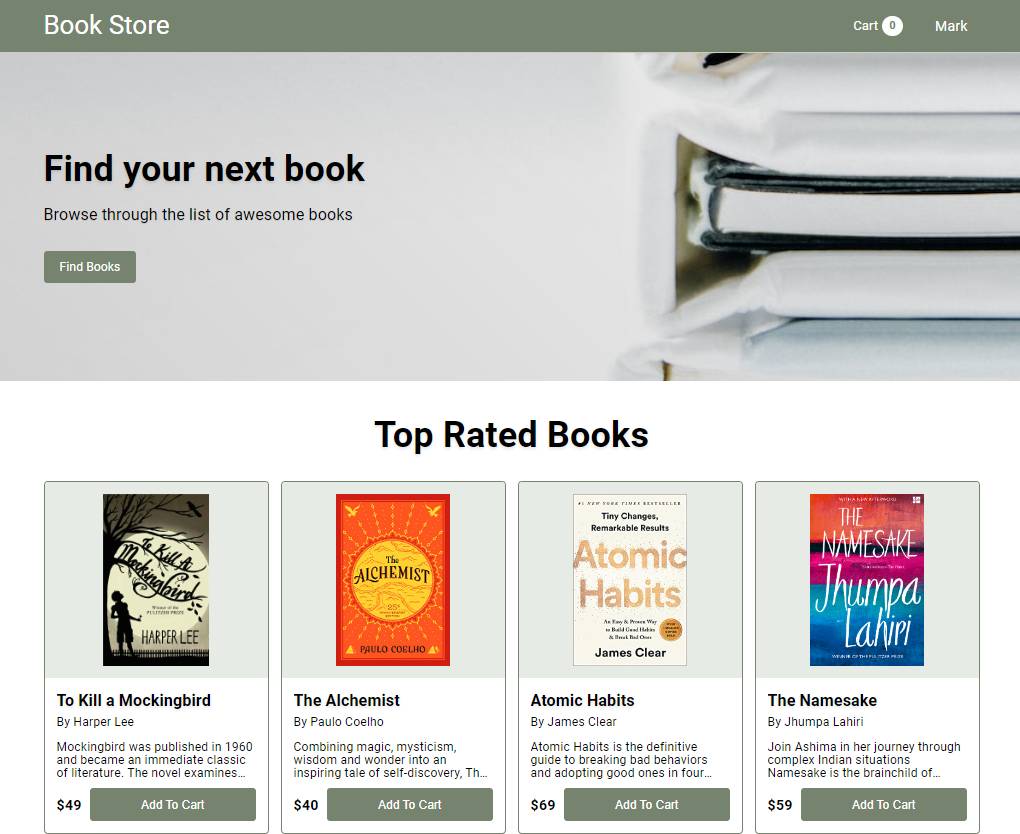 Book Store
Cart 0
Mark
Find your next book
Browse through the list of awesome books
Find Books
Top Rated Books
To Kill A
Mockingbird
Winner of the
PULITZER PRIZE
HARPER LEE
To Kill a Mockingbird
By Harper Lee
Mockingbird was published in 1960
and became an immediate classic
of literature. The novel examines...
$49
Add To Cart
The
ALCHEMIST
25
PAULO COELHO
The Alchemist
By Paulo Coelho
Combining magic, mysticism,
wisdom and wonder into an
inspiring tale of self-discovery, Th...
$40
Add To Cart
#1 NEW YORK TIMES BESTSELLER
Tiny Changes,
Remarkable Results
Atomic
Habits
An Easy & Proven Way
to Build Good Habits
& Break Bad Ones
James Clear
Atomic Habits
By James Clear
Atomic Habits is the definitive
guide to breaking bad behaviors
and adopting good ones in four...
$69
Add To Cart
WITH A NEW AFTERWORD
THE
NAMESAKE
Jhumpa
Lahiri
WINNER OF THE PULITZER PRIZE
The Namesake
By Jhumpa Lahiri
Join Ashima in her journey through
complex Indian situations
Namesake is the brainchild of...
$59
Add To Cart